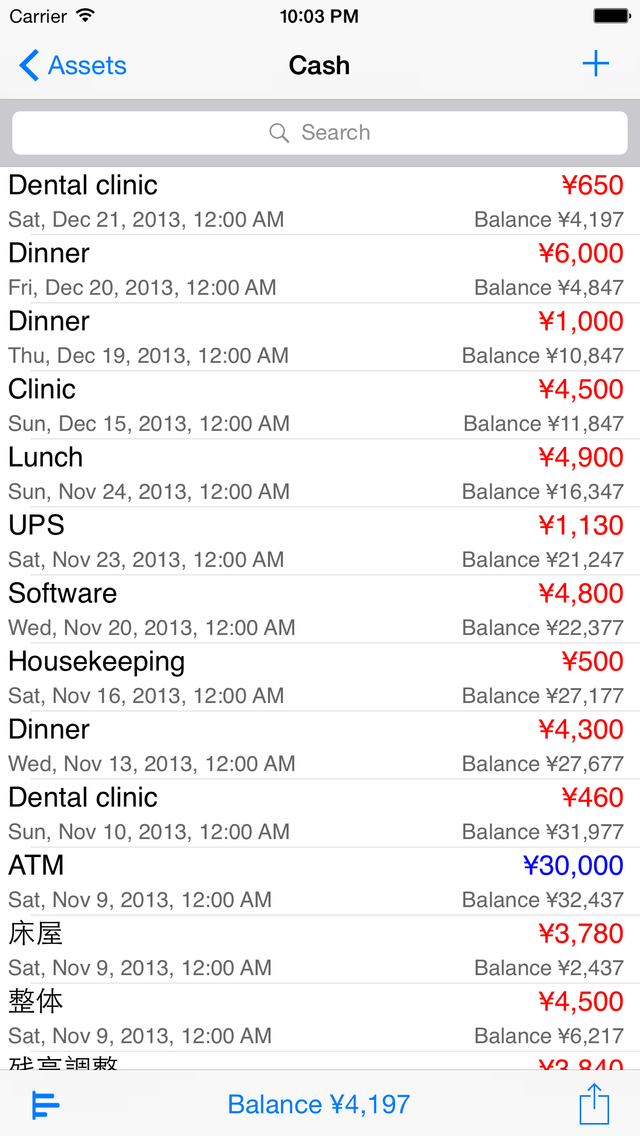 Carrier 10:03 PM
Assets Cash
Search
Dental clinic ¥650
Sat, Dec 21, 2013, 12:00 AM Balance ¥4,197
Dinner ¥6,000
Fri, Dec 20, 2013, 12:00 AM Balance ¥4,847
Dinner ¥1,000
Thu, Dec 19, 2013, 12:00 AM Balance ¥10,847
Clinic ¥4,500
Sun, Dec 15, 2013, 12:00 AM Balance ¥11,847
Lunch ¥4,900
Sun, Nov 24, 2013, 12:00 AM Balance ¥16,347
UPS ¥1,130
Sat, Nov 23, 2013, 12:00 AM Balance ¥21,247
Software ¥4,800
Wed, Nov 20, 2013, 12:00 AM Balance ¥22,377
Housekeeping ¥500
Sat, Nov 16, 2013, 12:00 AM Balance ¥27,177
Dinner ¥4,300
Wed, Nov 13, 2013, 12:00 AM Balance ¥27,677
Dental clinic ¥460
Sun, Nov 10, 2013, 12:00 AM Balance ¥31,977
ATM ¥30,000
Sat, Nov 9, 2013, 12:00 AM Balance ¥32,437
床屋 ¥3,780
Sat, Nov 9, 2013, 12:00 AM Balance ¥2,437
整体 ¥4,500
Sat, Nov 9, 2013, 12:00 AM Balance ¥6,217
残高調整 ¥3,840
Balance ¥4,197